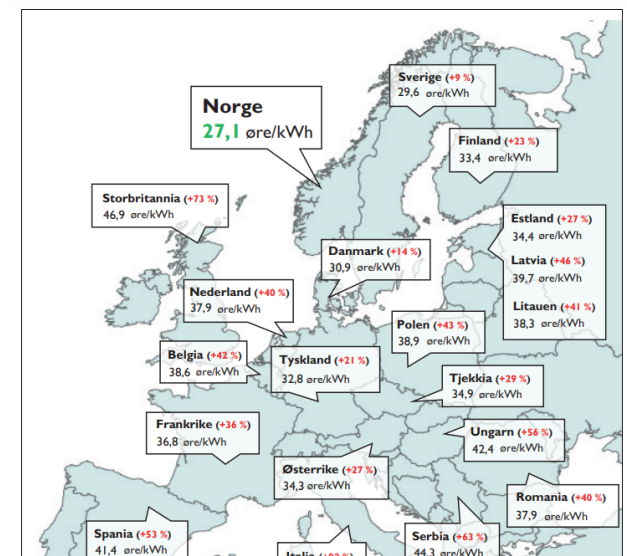 Sverige (+9 %)
29,6 øre/kWh
Norge
27,1 øre/kWh
Finland (+23 %)
33,4 øre/kWh
Storbritannia (+73 %)
46,9 øre/kWh
Estland (+27 %)
34,4 øre/kWh
Latvia (+46 %)
39,7 øre/kWh
Litauen (+41 %)
38,3 øre/kWh
Danmark (+14 %)
30,9 øre/kWh
Nederland (+40 %)
37,9 øre/kWh
Polen (+43 %)
38,9 øre/kWh
Belgia (+42 %)
38,6 øre/kWh
Tyskland (+21 %)
32,8 øre/kWh
Tjekkia (+29 %)
34,9 øre/kWh
Frankrike (+36 %)
36,8 øre/kWh
Ungarn (+56 %)
42,4 øre/kWh
Østerrike (+27 %)
34,3 øre/kWh
Romania (+40 %)
37,9 øre/kWh
Spania (+53 %)
41,4 øre/kWh
Serbia (+63 %)
44,3 øre/kWh
Italia